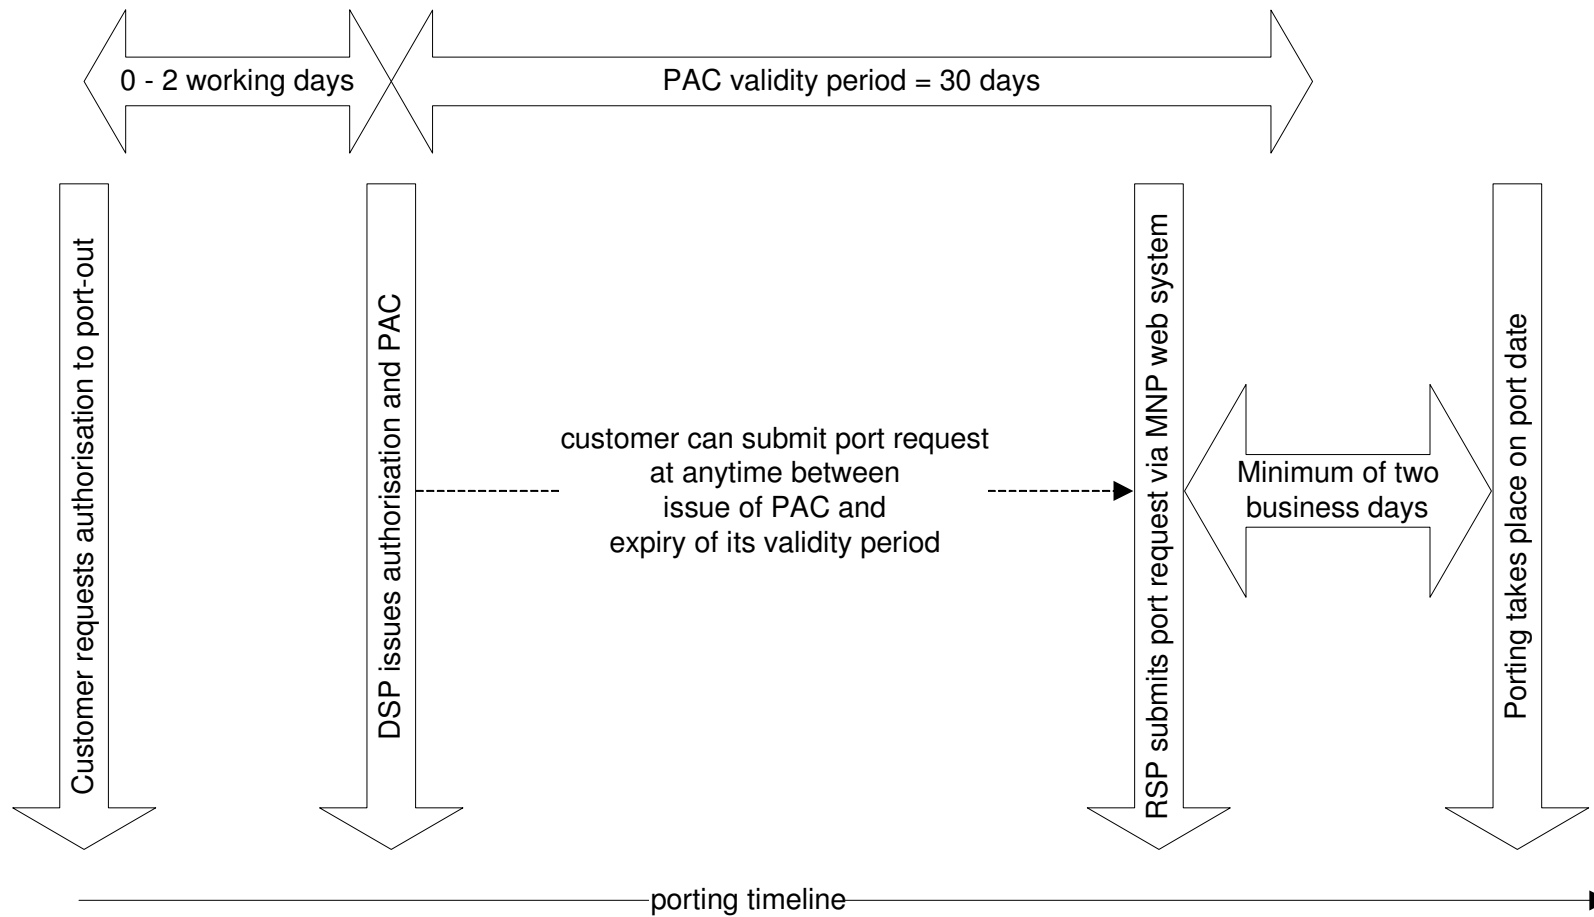 0 - 2 working days
PAC validity period = 30 days
Customer requests authorisation to port-out
DSP issues authorisation and PAC
customer can submit port request
at anytime between
issue of PAC and
expiry of its validity period
RSP submits port request via MNP web system
Minimum of two
business days
Porting takes place on port date
porting timeline